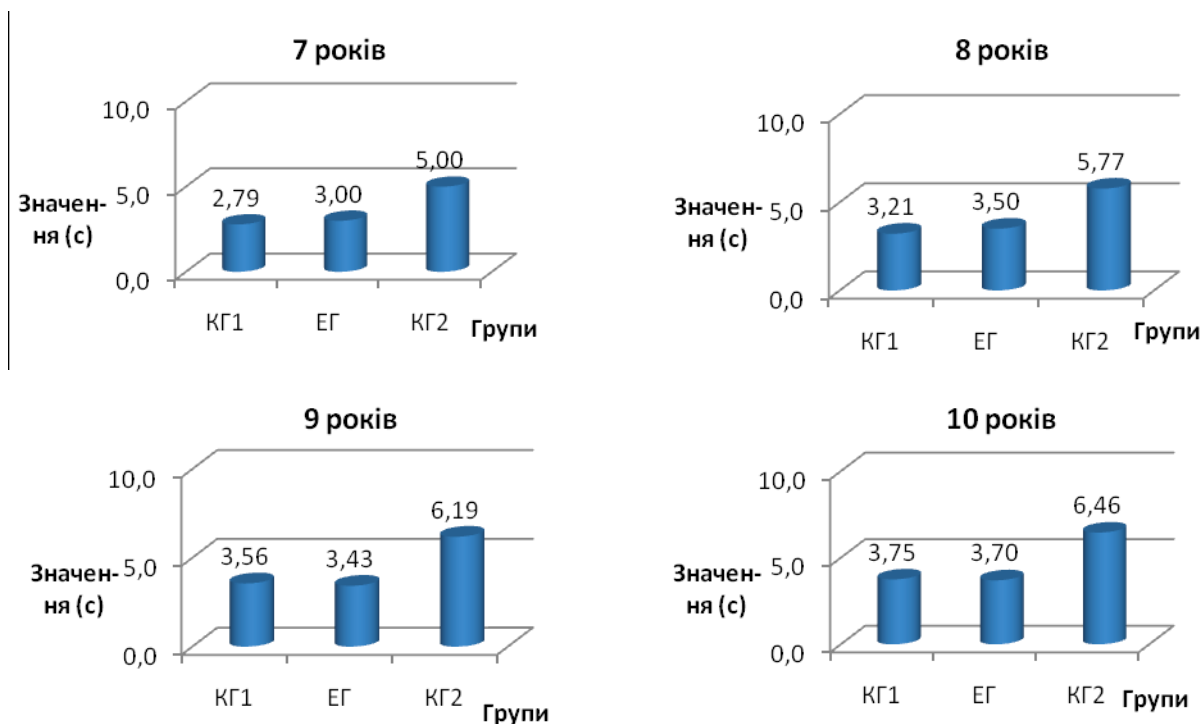 7 років
10,0
5,0
0,0
Значен-
ня (с)
2,79
3,00
5,00
КГ1
ЕГ
КГ2
Групи
8 років
10,0
5,0
0,0
Значен-
ня (с)
3,21
3,50
5,77
КГ1
ЕГ
КГ2
Групи
9 років
10,0
5,0
0,0
Значен-
ня (с)
3,56
3,43
6,19
КГ1
ЕГ
КГ2
Групи
10 років
10,0
5,0
0,0
Значен-
ня (с)
3,75
3,70
6,46
КГ1
ЕГ
КГ2
Групи